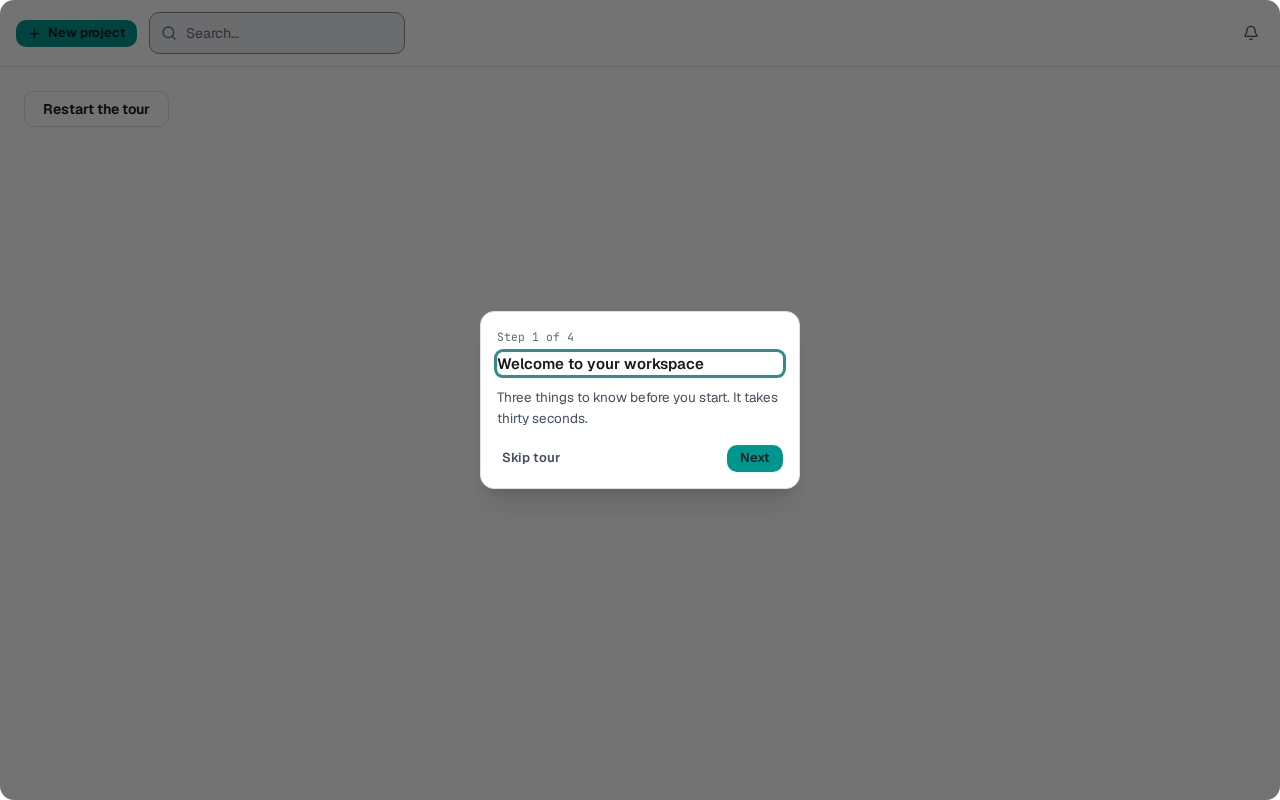 New project
Search...
Restart the tour
Step 1 of 4
Welcome to your workspace
Three things to know before you start. It takes
thirty seconds.
Skip tour
Next